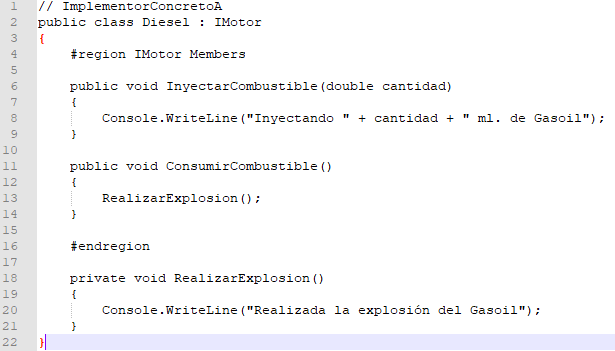 1 // ImplementorConcretoA
2 public class Diesel : IMotor
3 {
4     #region IMotor Members
5
6     public void InyectarCombustible(double cantidad)
7     {
8         Console.WriteLine("Inyectando " + cantidad + " ml. de Gasoil");
9     }
10
11     public void ConsumirCombustible()
12     {
13         RealizarExplosion();
14     }
15
16     #endregion
17
18     private void RealizarExplosion()
19     {
20         Console.WriteLine("Realizada la explosión del Gasoil");
21     }
22 }